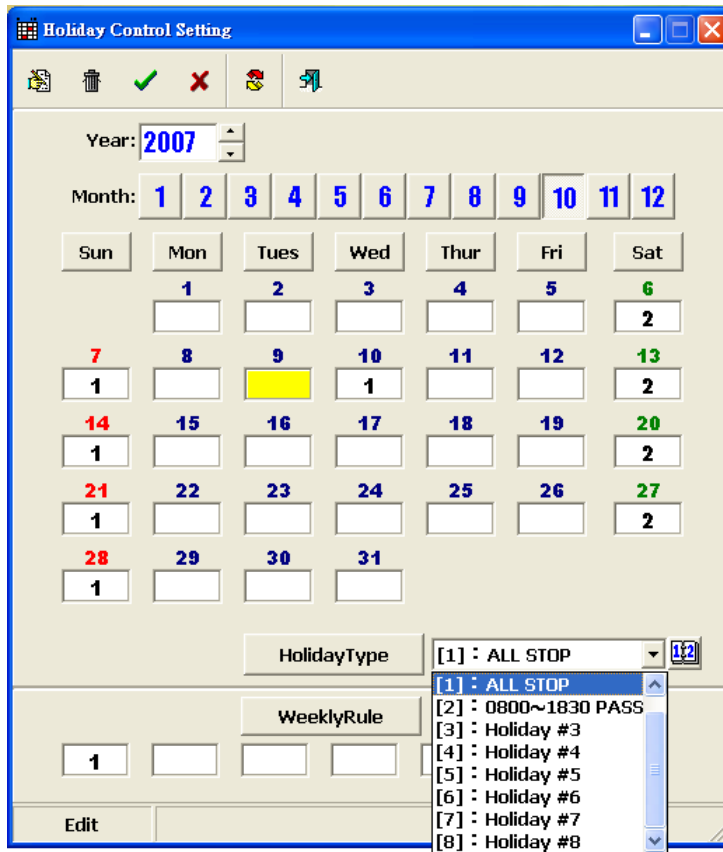 Holiday Control Setting
Year: 2007
Month: 1 2 3 4 5 6 7 8 9 10 11 12
Sun Mon Tues Wed Thur Fri Sat
1 2 3 4 5 6
2
7 8 9 10 11 12 13
1 1 2
14 15 16 17 18 19 20
1 2
21 22 23 24 25 26 27
1 2
28 29 30 31
1
HolidayType [1]：ALL STOP 1 2
[1]：ALL STOP
[2]：0800~1830 PASS
WeeklyRule
[3]：Holiday #3
[4]：Holiday #4
1
[5]：Holiday #5
[6]：Holiday #6
[7]：Holiday #7
Edit
[8]：Holiday #8